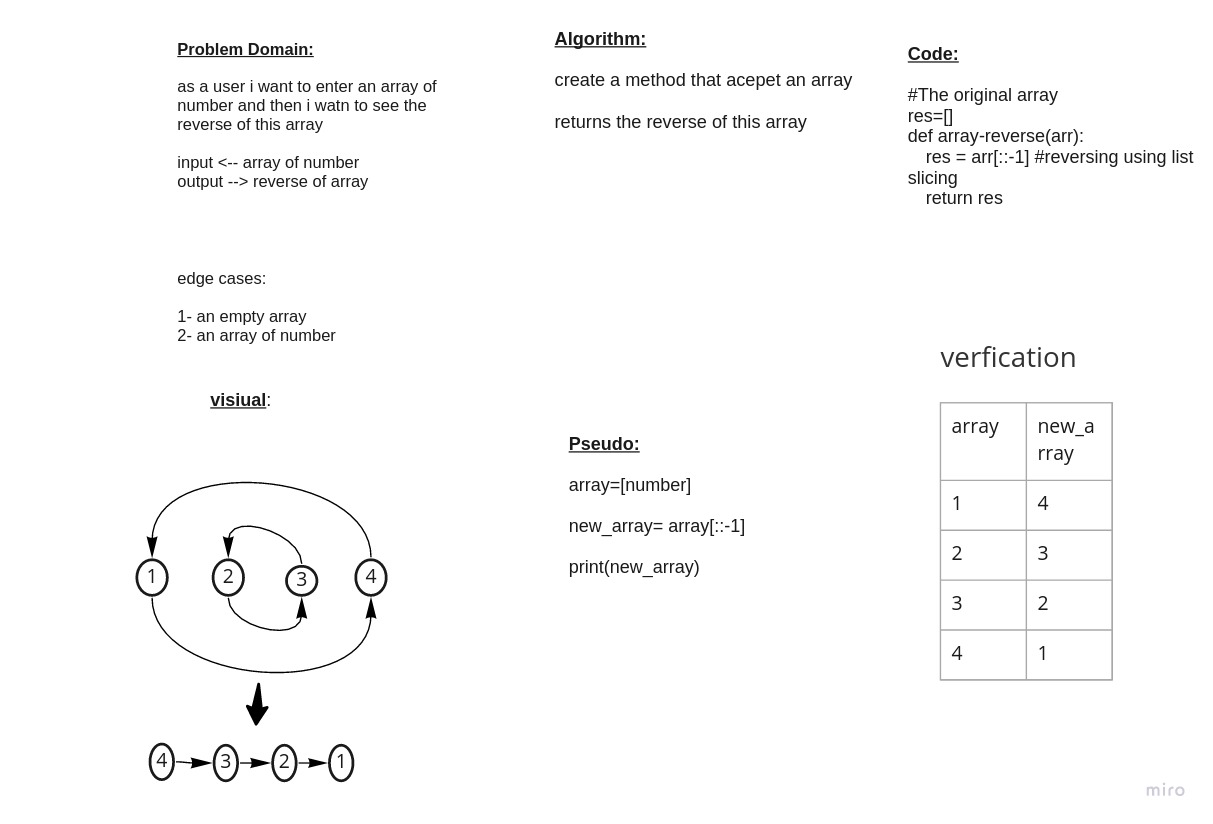 Problem Domain:
as a user i want to enter an array of
number and then i watn to see the
reverse of this array
input <-- array of number
output --> reverse of array
edge cases:
1- an empty array
2- an array of number
visiual:
1 2 3 4
4 3 2 1
Algorithm:
create a method that acepet an array
returns the reverse of this array
Pseudo:
array=[number]
new_array= array[::-1]
print(new_array)
Code:
#The original array
res=[]
def array-reverse(arr):
res = arr[::-1] #reversing using list
slicing
return res
verfication
array new_a
rray
1 4
2 3
3 2
4 1
miro